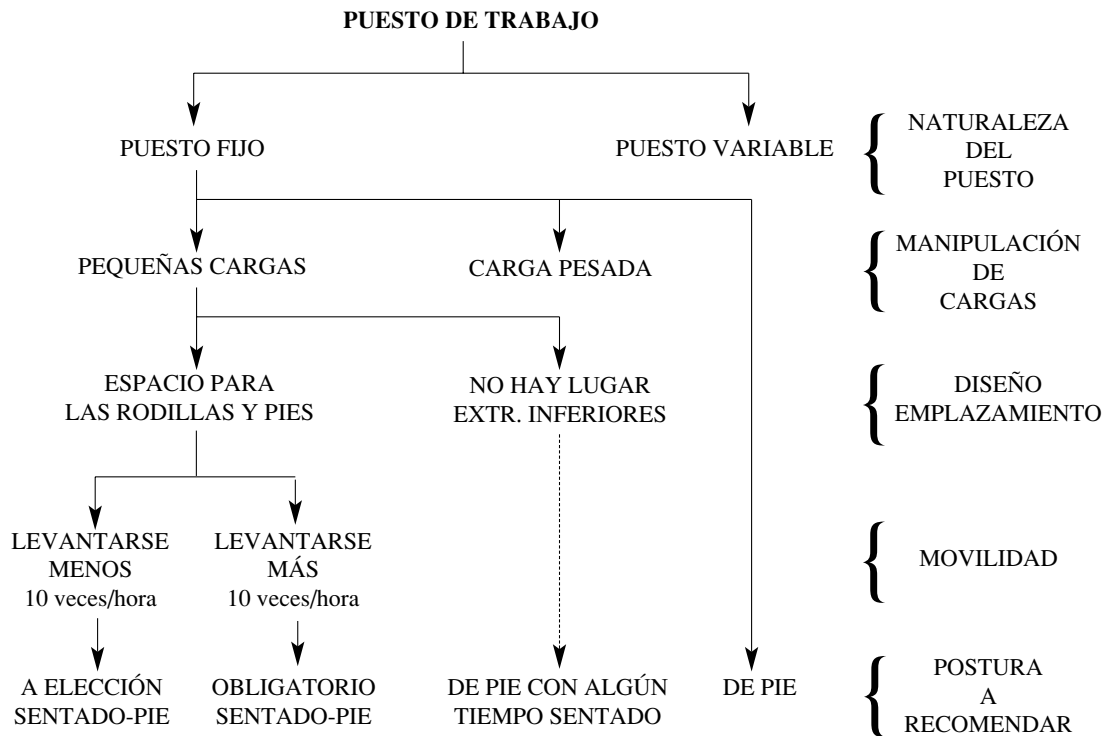 PUESTO DE TRABAJO
PUESTO FIJO
PUESTO VARIABLE
NATURALEZA
DEL
PUESTO
PEQUEÑAS CARGAS
CARGA PESADA
MANIPULACIÓN
DE
CARGAS
ESPACIO PARA
LAS RODILLAS Y PIES
NO HAY LUGAR
EXTR. INFERIORES
DISEÑO
EMPLAZAMIENTO
LEVANTARSE
MENOS
10 veces/hora
LEVANTARSE
MÁS
10 veces/hora
MOVILIDAD
A ELECCIÓN
SENTADO-PIE
OBLIGATORIO
SENTADO-PIE
DE PIE CON ALGÚN
TIEMPO SENTADO
DE PIE
POSTURA
A
RECOMENDAR